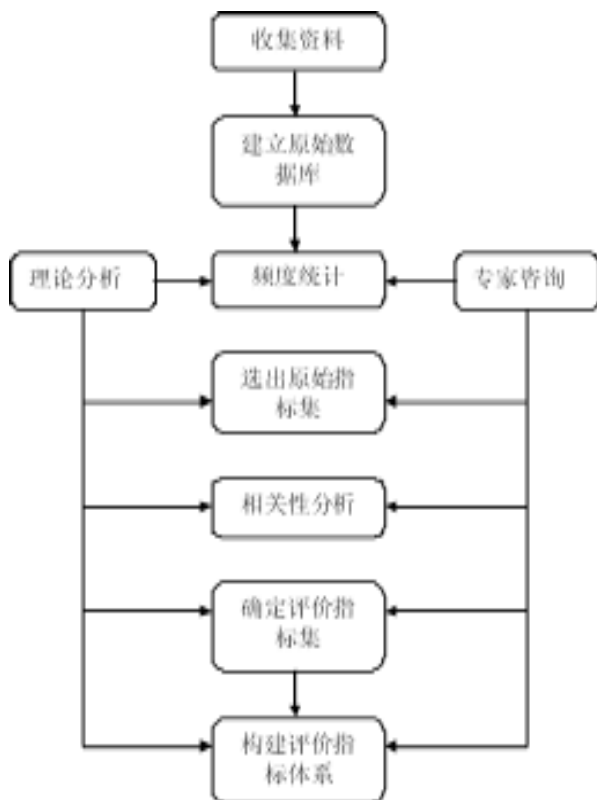 收集资料
建立原始数
据库
理论分析
频度统计
专家咨询
选出原始指
标集
相关性分析
确定评价指
标集
构建评价指
标体系